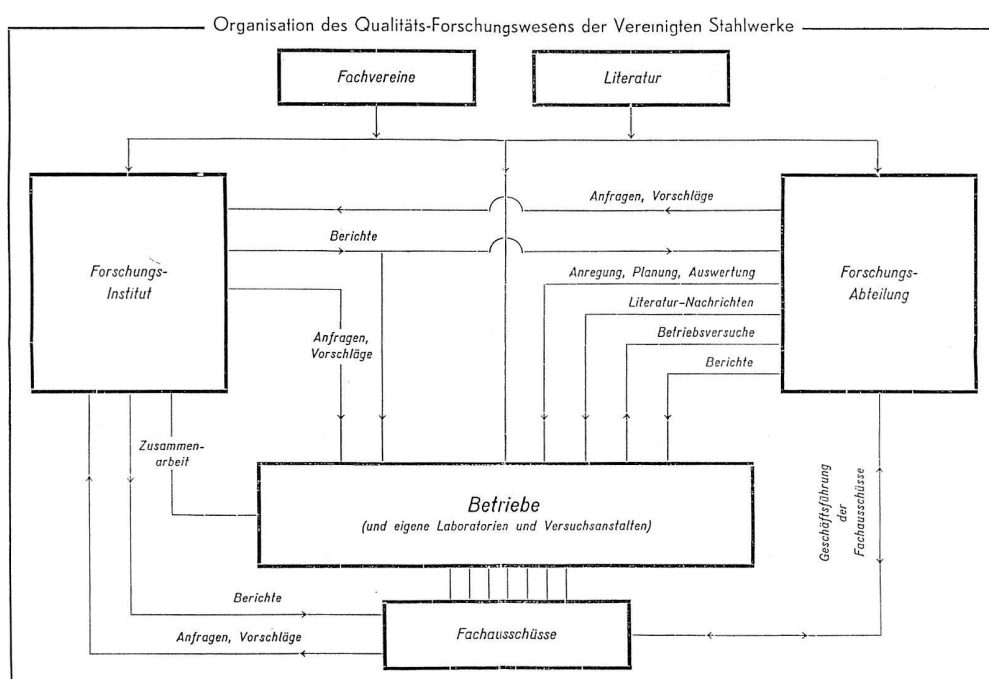 Organisation des Qualitäts-Forschungswesens der Vereinigten Stahlwerke
Fachvereine
Literatur
Anfragen, Vorschläge
Berichte
Forschungs-
Institut
Forschungs-
Abteilung
Anregung, Planung, Auswertung
Literatur-Nachrichten
Betriebsversuche
Berichte
Anfragen,
Vorschläge
Zusammen-
arbeit
Betriebe
(und eigene Laboratorien und Versuchsanstalten)
Geschäftsführung
der
Fachausschüsse
Berichte
Anfragen, Vorschläge
Fachausschüsse